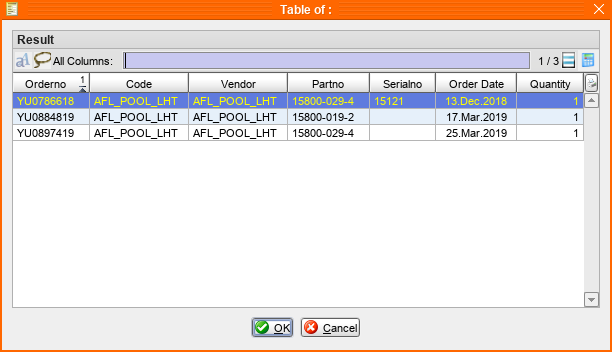 Table of :
Result
All Columns: 1 / 3
Orderno 1 Code Vendor Partno Serialno Order Date Quantity
YU0786618 AFL_POOL_LHT AFL_POOL_LHT 15800-029-4 15121 13.Dec.2018 1
YU0884819 AFL_POOL_LHT AFL_POOL_LHT 15800-019-2 17.Mar.2019 1
YU0897419 AFL_POOL_LHT AFL_POOL_LHT 15800-029-4 25.Mar.2019 1
OK Cancel